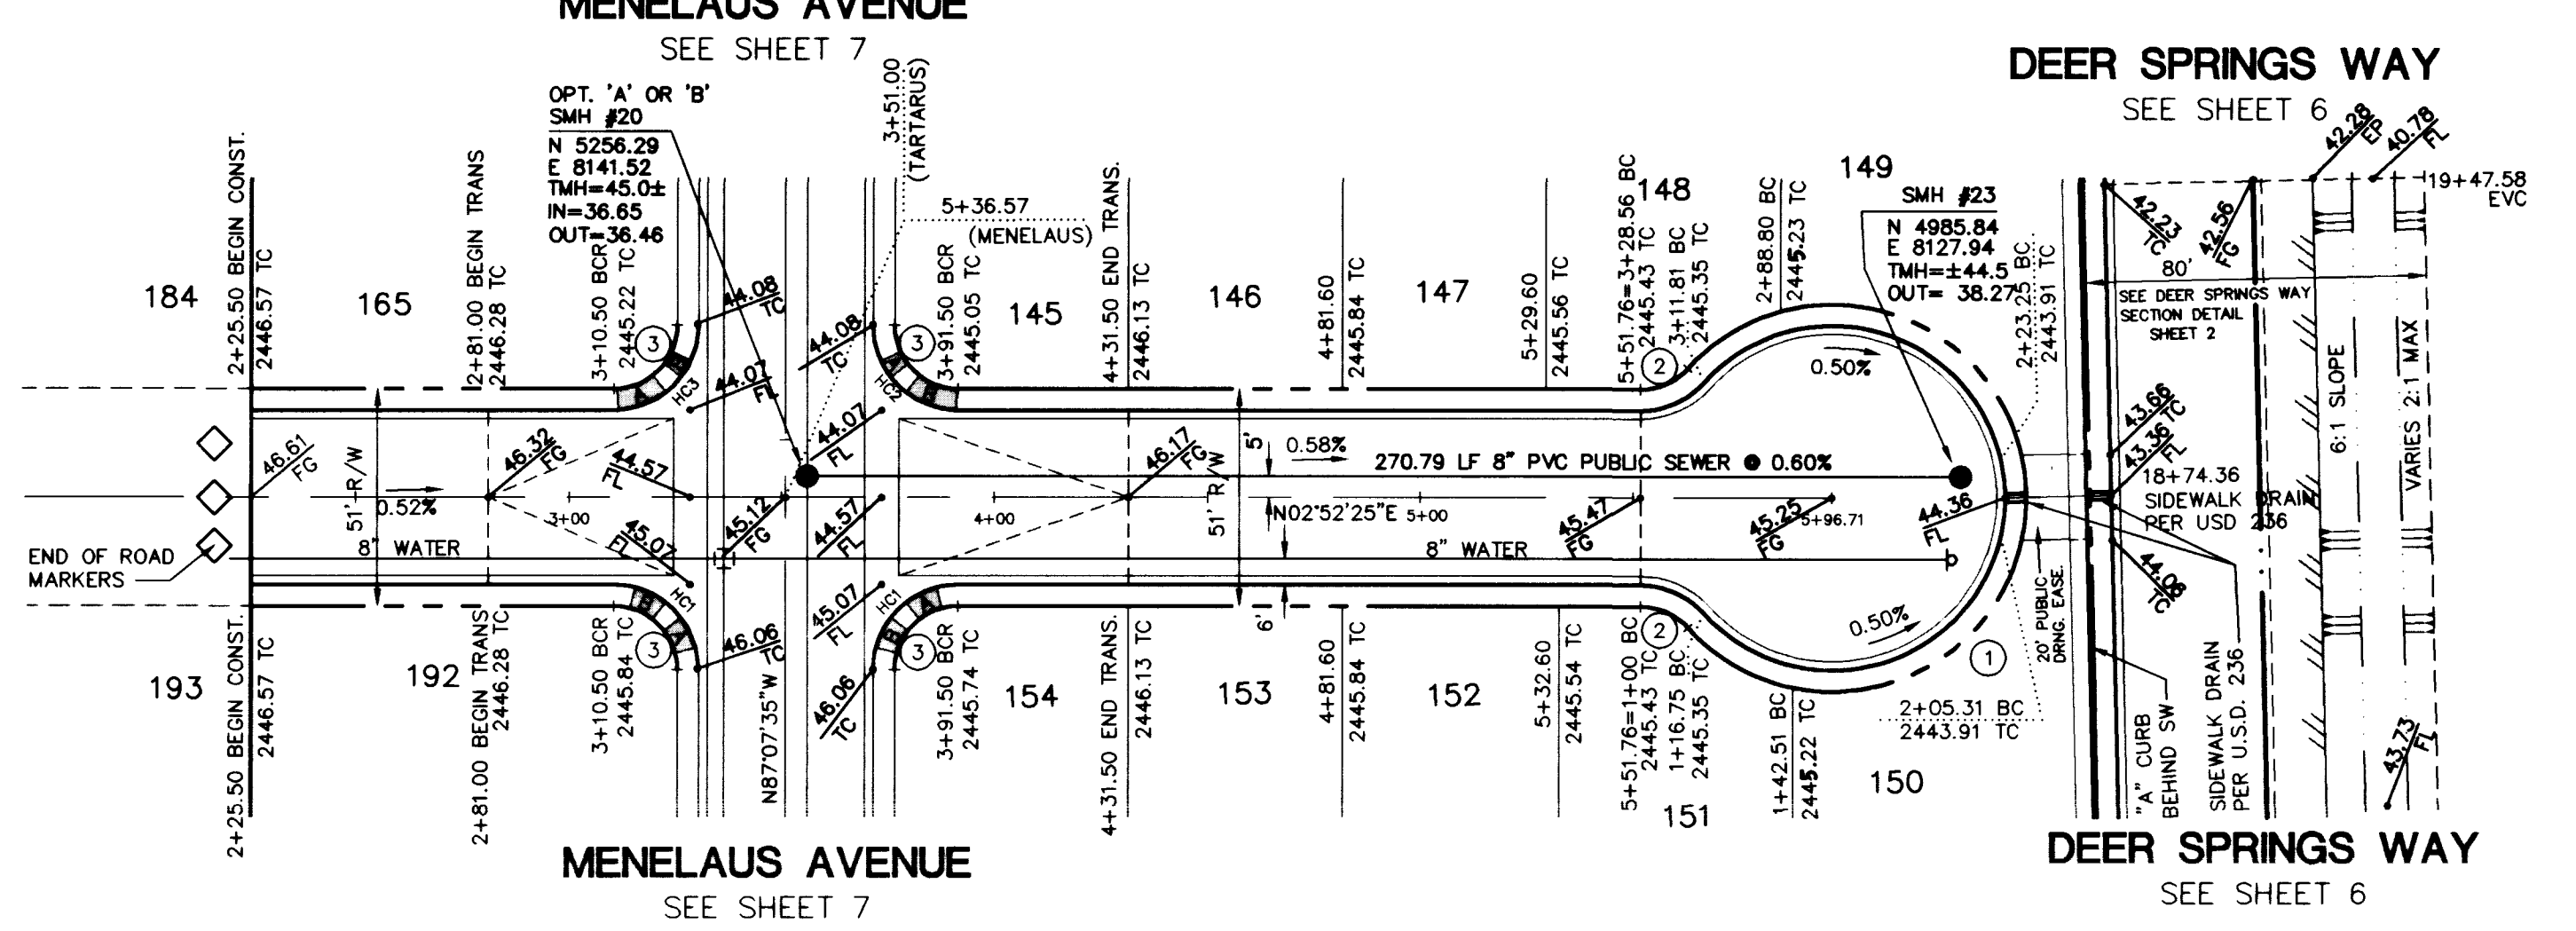 MENELAUS AVENUE
SEE SHEET 7
DEER SPRINGS WAY
SEE SHEET 6
OPT. 'A' OR 'B'
SMH #20
N 5256.29
E 8141.52
TMH=45.0±
IN=36.65
OUT=36.46
3+51.00
(TARTARUS)
5+36.57
(MENELAUS)
SMH #23
N 4985.84
E 8127.94
TMH=±44.5
OUT= 38.27
184
165
145
146
147
148
149
2+25.50 BEGIN CONST.
2446.57 TC
2+81.00 BEGIN TRANS
2446.28 TC
3+10.50 BCR
2445.22 TC
3+91.50 BCR
2445.05 TC
4+31.50 END TRANS.
2446.13 TC
4+81.60
2445.84 TC
5+29.60
2445.56 TC
5+51.76=3+28.56 BC
2445.43 TC
3+11.81 BC
2445.35 TC
2+88.80 BC
2445.23 TC
2+23.25 BC
2443.91 TC
42.28
EP
40.78
FL
19+47.58
EVC
42.23
TC
42.56
FG
80'
SEE DEER SPRINGS WAY
SECTION DETAIL
SHEET 2
6:1 SLOPE
VARIES 2:1 MAX
44.08
TC
44.08
TC
3
3
2
A
B
A
B
HC3
HC2
44.07
FL
44.07
FL
46.61
FG
51' R/W
0.52%
46.32
FG
44.57
FL
45.12
FG
44.57
FL
46.17
FG
51' R/W
5'
0.58%
270.79 LF 8" PVC PUBLIC SEWER @ 0.60%
0.50%
3+00
4+00
N02°52'25"E
5+00
5+96.71
45.47
FG
45.25
FG
44.36
FL
43.66
TC
43.36
FL
18+74.36
SIDEWALK DRAIN
PER USD 236
44.06
TC
END OF ROAD
MARKERS
8" WATER
8" WATER
45.07
FL
45.07
FL
HC1
HC1
B
A
A
B
3
3
2
1
46.06
TC
46.06
TC
6'
0.50%
20' PUBLIC
DRNG. EASE.
193
192
154
153
152
151
150
2+25.50 BEGIN CONST.
2446.57 TC
2+81.00 BEGIN TRANS
2446.28 TC
3+10.50 BCR
2445.84 TC
N87°07'35"W
3+91.50 BCR
2445.74 TC
4+31.50 END TRANS.
2446.13 TC
4+81.60
2445.84 TC
5+32.60
2445.54 TC
5+51.76=1+00 BC
2445.43 TC
1+16.75 BC
2445.35 TC
1+42.51 BC
2445.22 TC
2+05.31 BC
2443.91 TC
"A" CURB
BEHIND SW
SIDEWALK DRAIN
PER U.S.D. 236
43.73
FL
MENELAUS AVENUE
SEE SHEET 7
DEER SPRINGS WAY
SEE SHEET 6